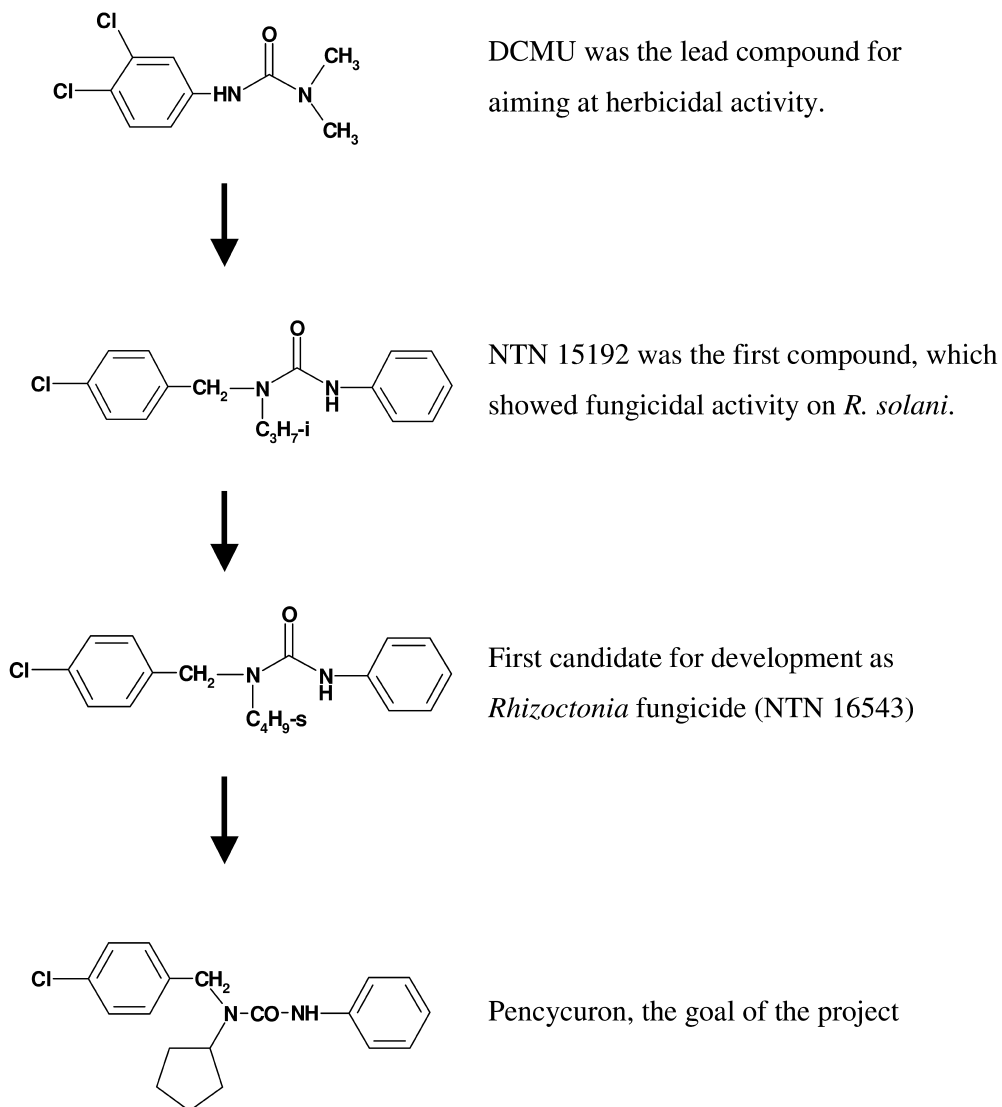 Cl
O
CH3
Cl
HN
N
CH3
DCMU was the lead compound for
aiming at herbicidal activity.
O
Cl
CH2
N
N
H
C3H7-i
NTN 15192 was the first compound, which
showed fungicidal activity on R. solani.
O
Cl
CH2
N
N
H
C4H9-s
First candidate for development as
Rhizoctonia fungicide (NTN 16543)
Cl
CH2
N-CO-NH
Pencycuron, the goal of the project